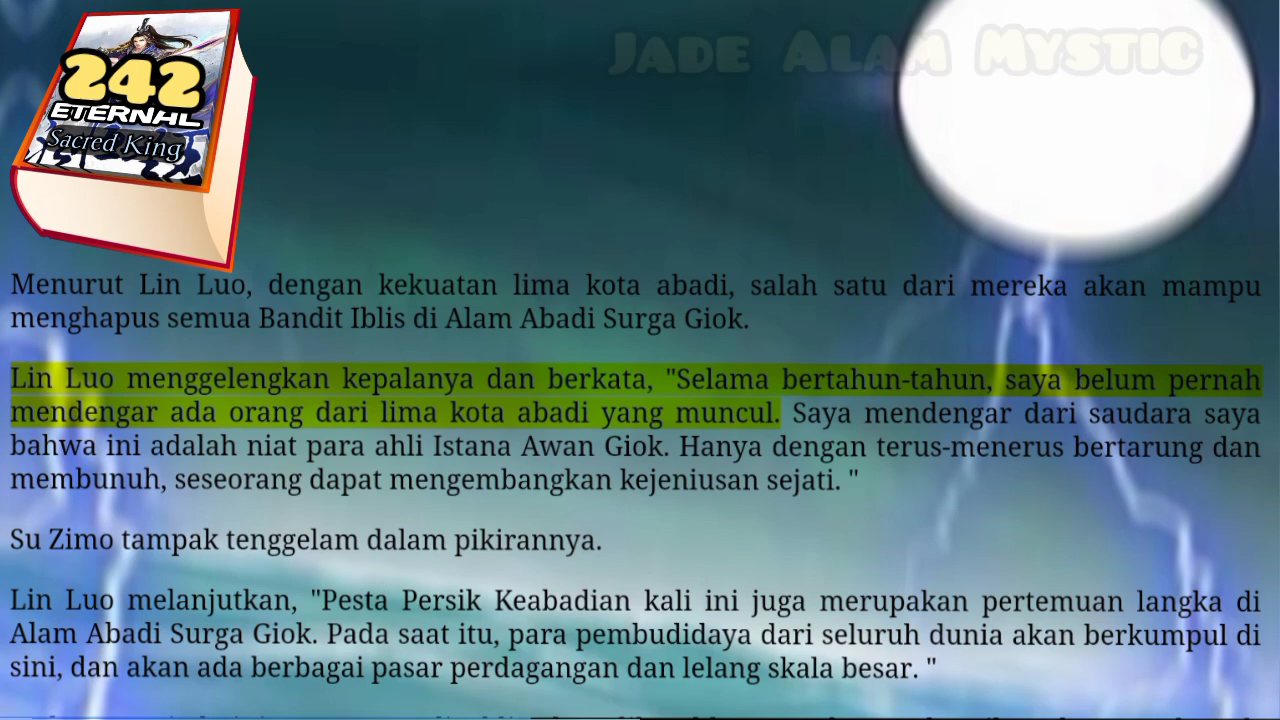 Jade Alam Mystic
242
ETERNAL
Sacred King
Menurut Lin Luo, dengan kekuatan lima kota abadi, salah satu dari mereka akan mampu
menghapus semua Bandit Iblis di Alam Abadi Surga Giok.
Lin Luo menggelengkan kepalanya dan berkata, "Selama bertahun-tahun, saya belum pernah
mendengar ada orang dari lima kota abadi yang muncul. Saya mendengar dari saudara saya
bahwa ini adalah niat para ahli Istana Awan Giok. Hanya dengan terus-menerus bertarung dan
membunuh, seseorang dapat mengembangkan kejeniusan sejati. "
Su Zimo tampak tenggelam dalam pikirannya.
Lin Luo melanjutkan, "Pesta Persik Keabadian kali ini juga merupakan pertemuan langka di
Alam Abadi Surga Giok. Pada saat itu, para pembudidaya dari seluruh dunia akan berkumpul di
sini, dan akan ada berbagai pasar perdagangan dan lelang skala besar. "